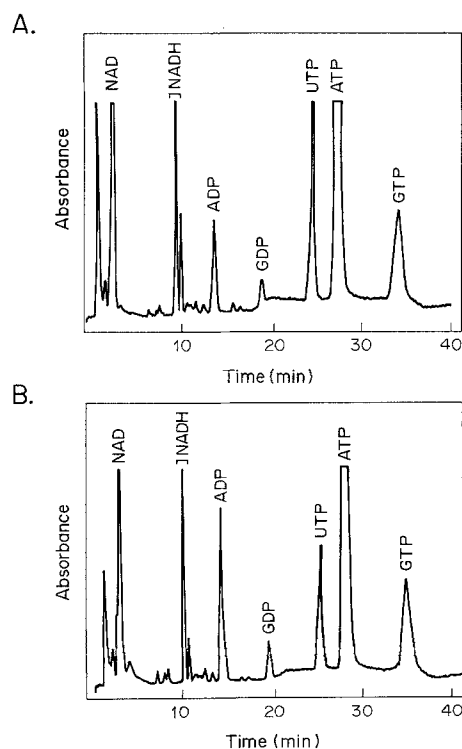 A.
Absorbance
NAD
]NADH
ADP
GDP
UTP
ATP
GTP
10
20
30
40
Time (min)
B.
Absorbance
NAD
]NADH
ADP
GDP
UTP
ATP
GTP
10
20
30
40
Time (min)